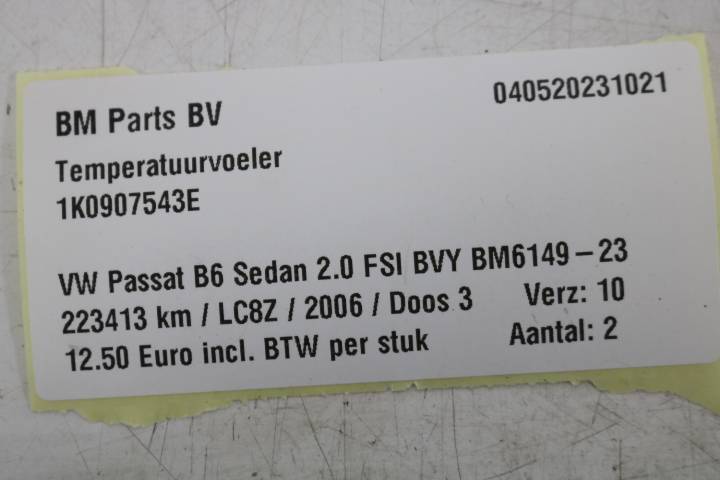 BM Parts BV 040520231021
Temperatuurvoeler
1K0907543E
VW Passat B6 Sedan 2.0 FSI BVY BM6149-23
223413 km / LC8Z / 2006 / Doos 3 Verz: 10
12.50 Euro incl. BTW per stuk Aantal: 2